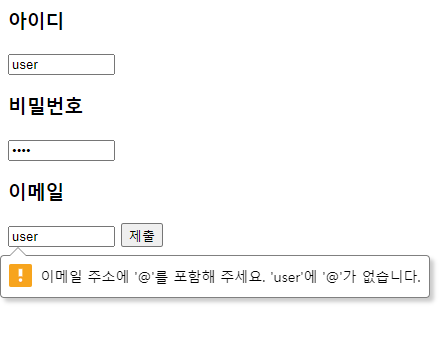 아이디
user
비밀번호
••••
이메일
user 제출
이메일 주소에 '@'를 포함해 주세요. 'user'에 '@'가 없습니다.